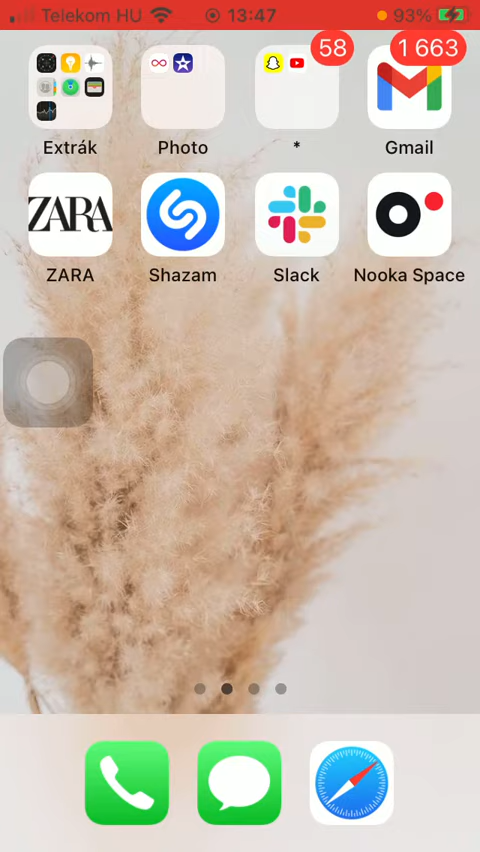 Telekom HU 13:47 93%
58 1 663
Extrák Photo * Gmail
ZARA
ZARA Shazam Slack Nooka Space